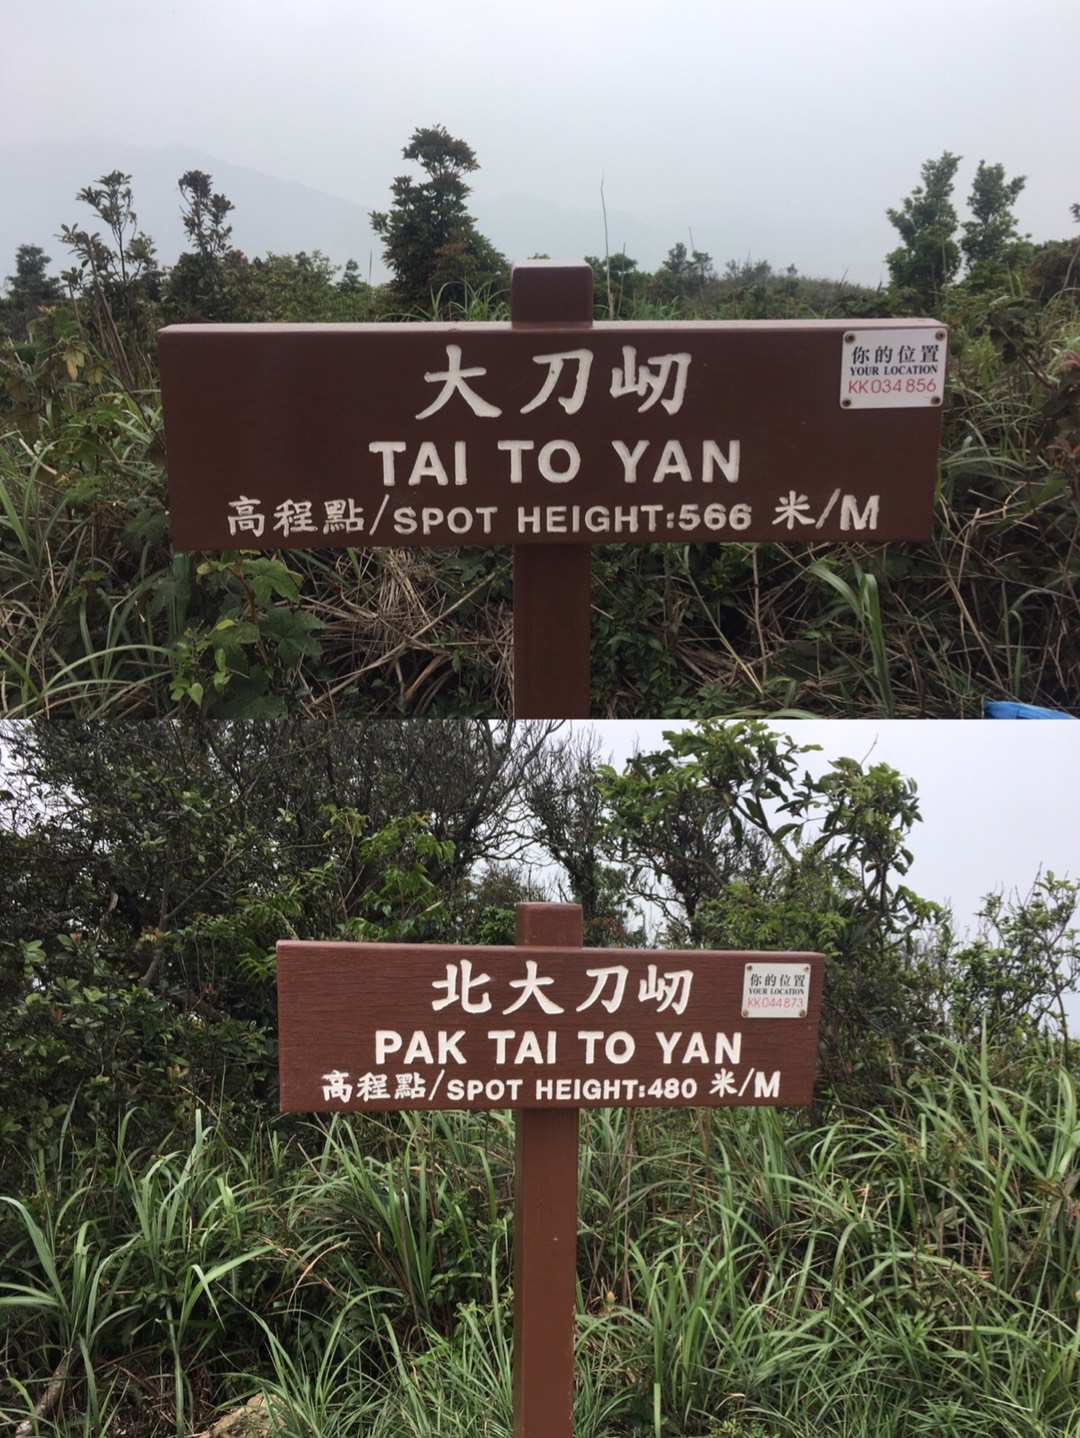 大刀屻
TAI TO YAN
高程點/SPOT HEIGHT:566 米/M
你的位置
YOUR LOCATION
KK034856
北大刀屻
PAK TAI TO YAN
高程點/SPOT HEIGHT:480 米/M
你的位置
YOUR LOCATION
KK044873